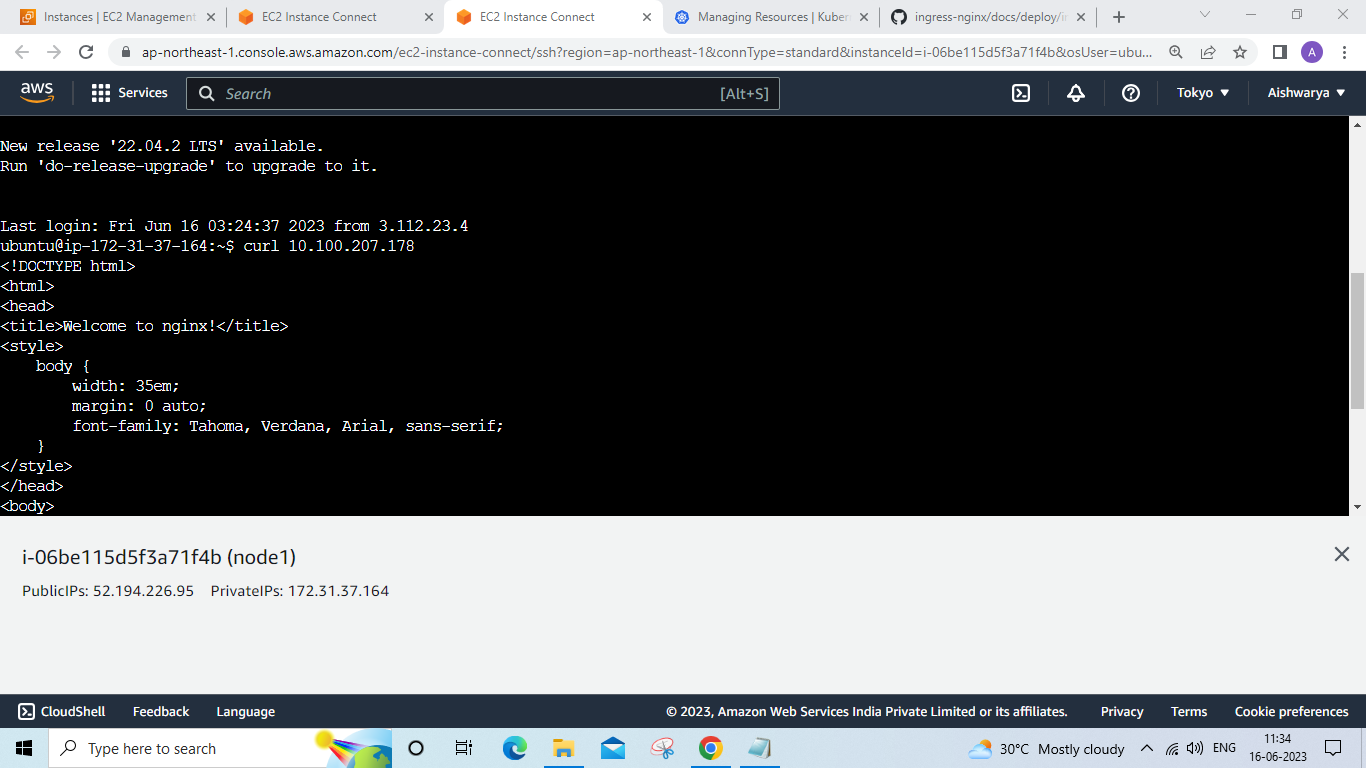 Instances | EC2 Management
EC2 Instance Connect
EC2 Instance Connect
Managing Resources | Kuber
ingress-nginx/docs/deploy/i
ap-northeast-1.console.aws.amazon.com/ec2-instance-connect/ssh?region=ap-northeast-1&connType=standard&instanceId=i-06be115d5f3a71f4b&osUser=ubu...
A
aws
Services
Search
[Alt+S]
Tokyo
Aishwarya
New release '22.04.2 LTS' available.
Run 'do-release-upgrade' to upgrade to it.
Last login: Fri Jun 16 03:24:37 2023 from 3.112.23.4
ubuntu@ip-172-31-37-164:~$ curl 10.100.207.178
<!DOCTYPE html>
<html>
<head>
<title>Welcome to nginx!</title>
<style>
    body {
        width: 35em;
        margin: 0 auto;
        font-family: Tahoma, Verdana, Arial, sans-serif;
    }
</style>
</head>
<body>
i-06be115d5f3a71f4b (node1)
PublicIPs: 52.194.226.95    PrivateIPs: 172.31.37.164
CloudShell
Feedback
Language
© 2023, Amazon Web Services India Private Limited or its affiliates.
Privacy
Terms
Cookie preferences
Type here to search
30°C Mostly cloudy
ENG
11:34
16-06-2023